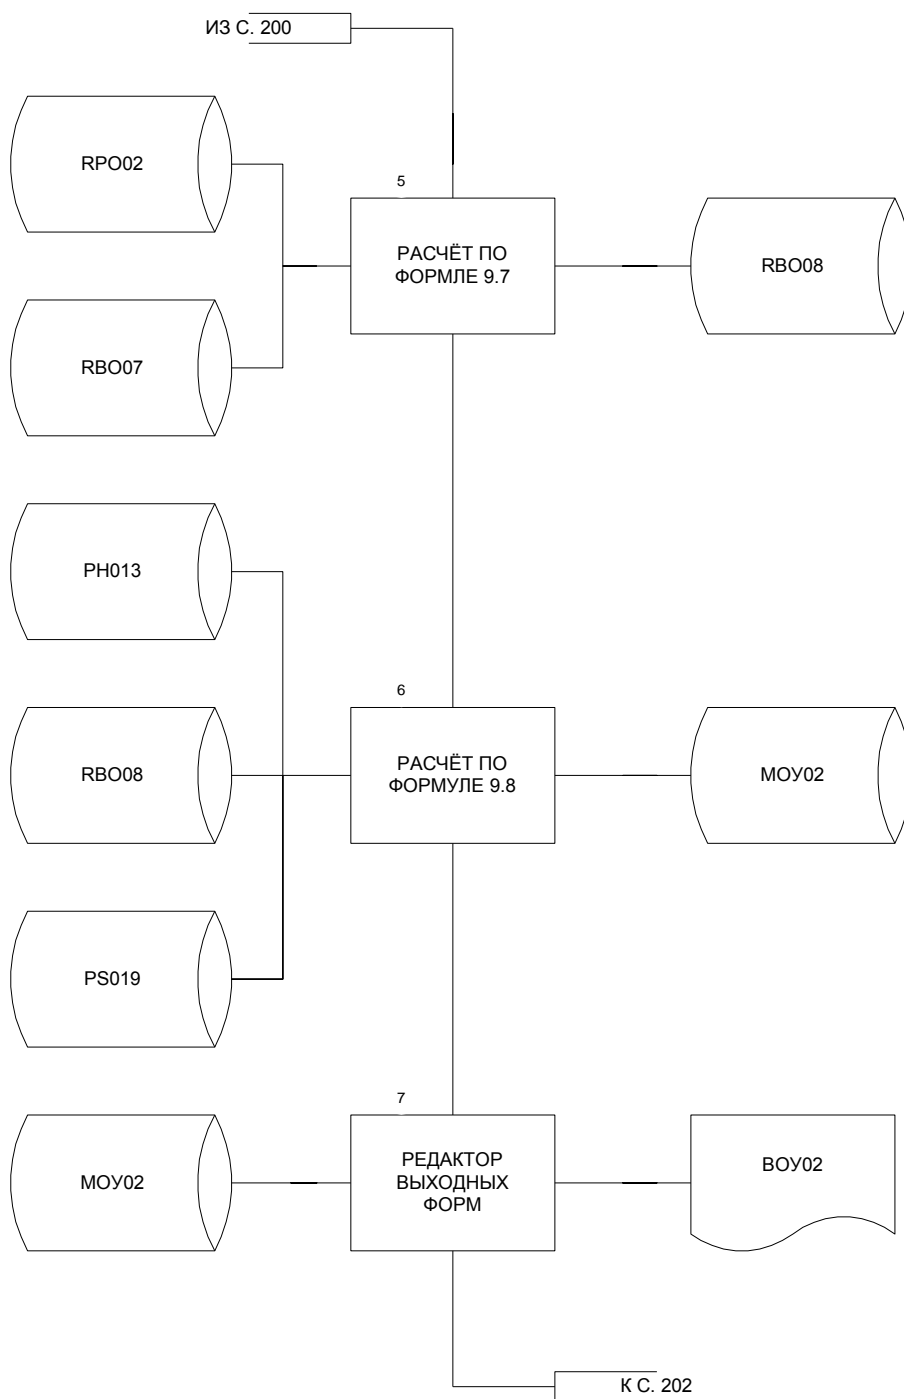 ИЗ С. 200
RPO02
5
РАСЧЁТ ПО
ФОРМЛЕ 9.7
RBO08
RBO07
PH013
6
RBO08
РАСЧЁТ ПО
ФОРМУЛЕ 9.8
МОУ02
PS019
7
МОУ02
РЕДАКТОР
ВЫХОДНЫХ
ФОРМ
ВОУ02
К С. 202